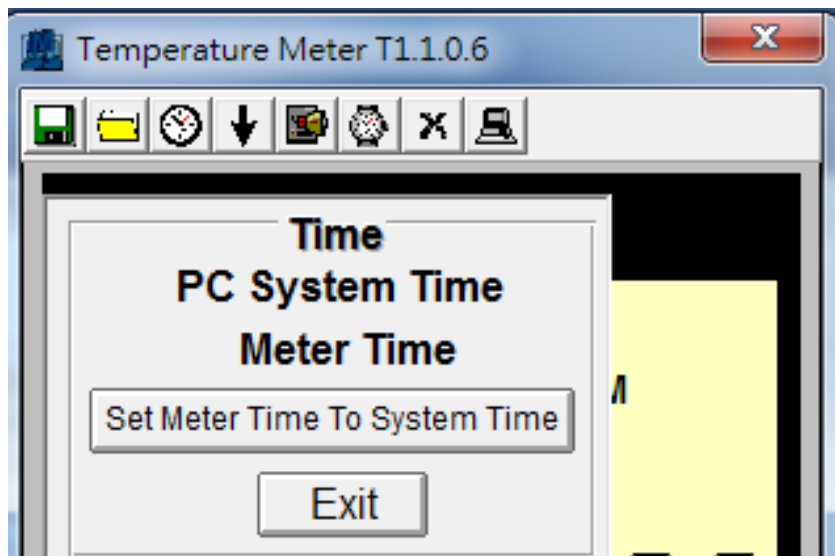 Temperature Meter T1.1.0.6
Time
PC System Time
Meter Time
Set Meter Time To System Time
Exit